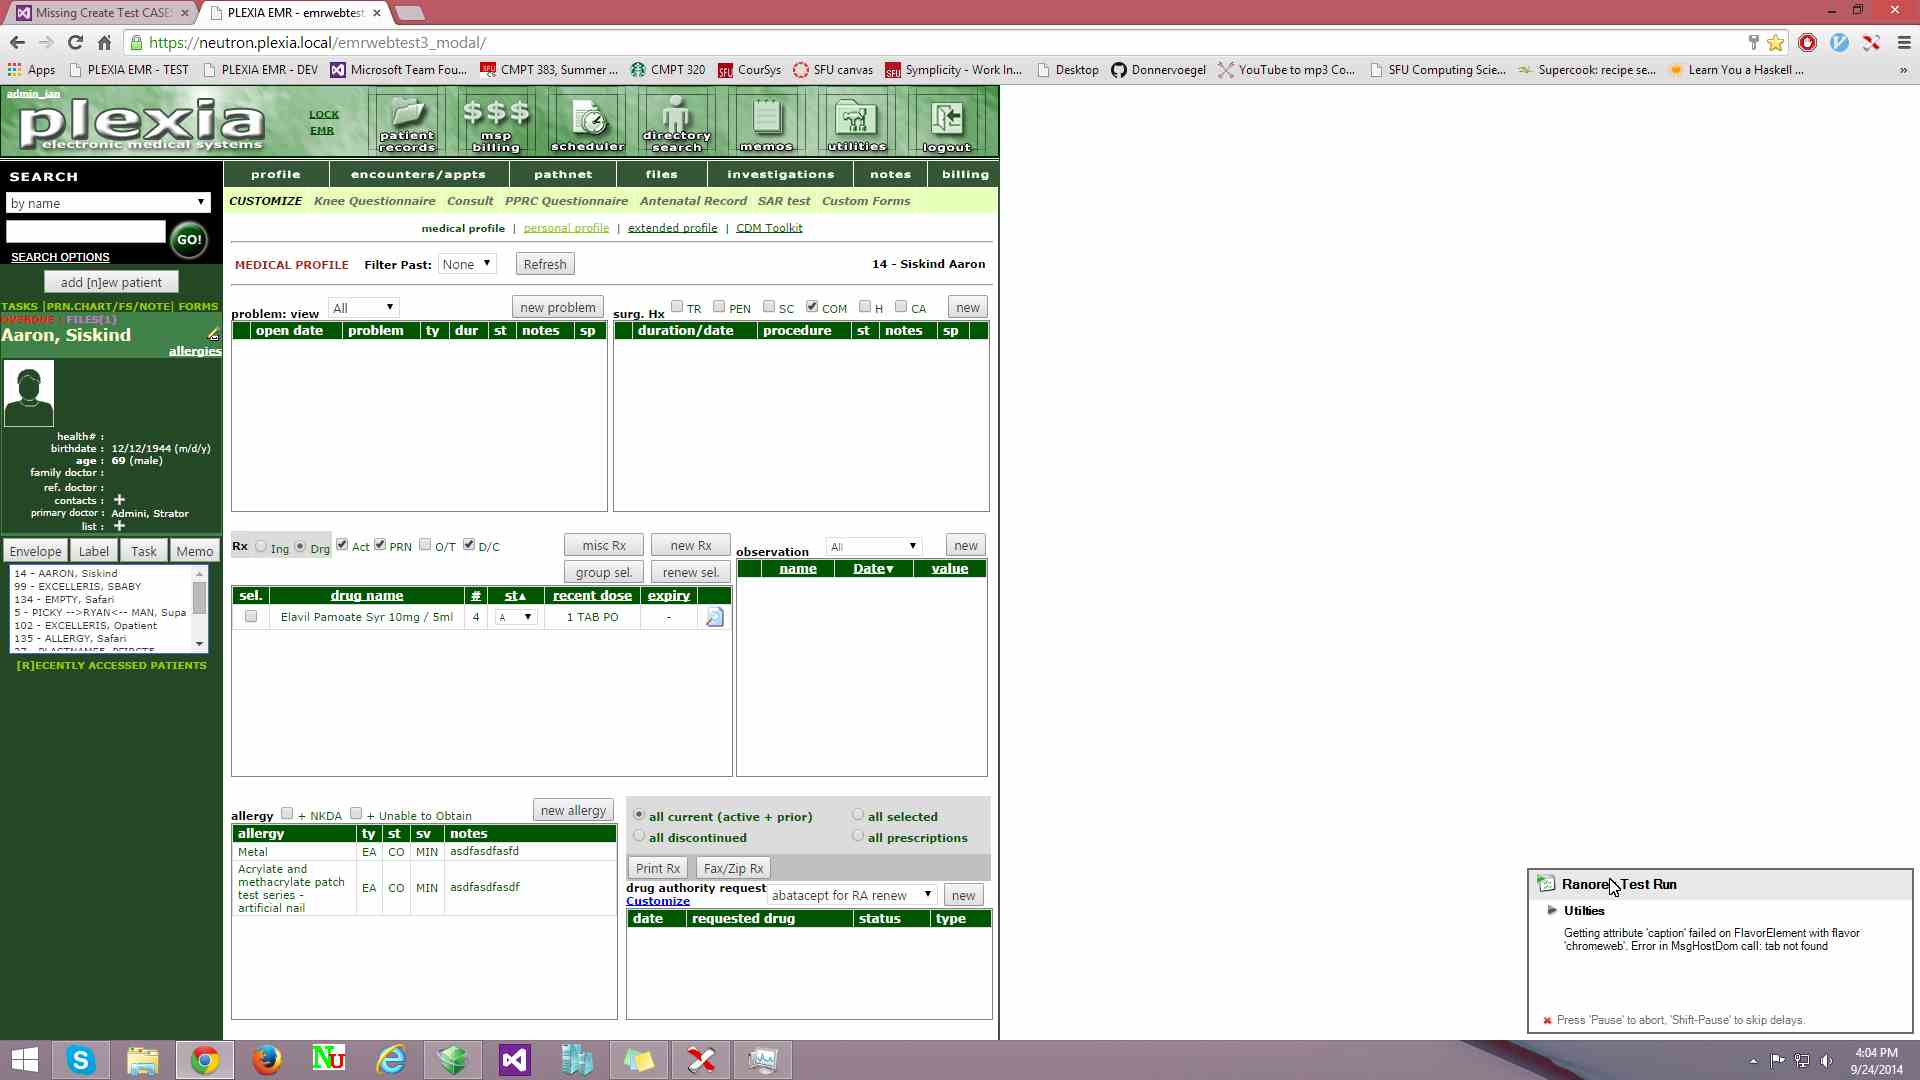 Missing Create Test CASE
PLEXIA EMR - emrwebtest
https://neutron.plexia.local/emrwebtest3_modal/
Apps PLEXIA EMR - TEST PLEXIA EMR - DEV Microsoft Team Fou... CMPT 383, Summer ... CMPT 320 CourSys SFU canvas Symplicity - Work In... Desktop Donnervoegel YouTube to mp3 Co... SFU Computing Scie... Supercook: recipe se... Learn You a Haskell ... »
admin_ian
plexia
electronic medical systems
LOCK
EMR
patient records
$$$ msp billing
scheduler
directory search
memos
utilities
logout
SEARCH
by name
GO!
SEARCH OPTIONS
add [n]ew patient
TASKS |PRN.CHART/FS/NOTE| FORMS
OVERDUE FILES(1)
Aaron, Siskind
allergies
health# :
birthdate : 12/12/1944 (m/d/y)
age : 69 (male)
family doctor :
ref. doctor :
contacts :
primary doctor : Admini, Strator
list :
Envelope Label Task Memo
14 - AARON, Siskind
99 - EXCELLERIS, SBABY
134 - EMPTY, Safari
5 - PICKY -->RYAN<-- MAN, Supa
102 - EXCELLERIS, Opatient
135 - ALLERGY, Safari
[R]ECENTLY ACCESSED PATIENTS
profile encounters/appts pathnet files investigations notes billing
CUSTOMIZE Knee Questionnaire Consult PPRC Questionnaire Antenatal Record SAR test Custom Forms
medical profile | personal profile | extended profile | CDM Toolkit
MEDICAL PROFILE Filter Past: None Refresh 14 - Siskind Aaron
problem: view All new problem
open date problem ty dur st notes sp
surg. Hx TR PEN SC COM H CA new
duration/date procedure st notes sp
Rx Ing Drg Act PRN O/T D/C misc Rx new Rx
group sel. renew sel.
sel. drug name # st▲ recent dose expiry
Elavil Pamoate Syr 10mg / 5ml 4 A 1 TAB PO -
observation All new
name Date▼ value
allergy + NKDA + Unable to Obtain new allergy
allergy ty st sv notes
Metal EA CO MIN asdfasdfasfd
Acrylate and methacrylate patch test series - artificial nail EA CO MIN asdfasdfasdf
all current (active + prior) all selected
all discontinued all prescriptions
Print Rx Fax/Zip Rx
drug authority request abatacept for RA renew new
Customize
date requested drug status type
Ranorex Test Run
Utilties
Getting attribute 'caption' failed on FlavorElement with flavor
'chromeweb'. Error in MsgHostDom call: tab not found
Press 'Pause' to abort, 'Shift-Pause' to skip delays.
4:04 PM
9/24/2014